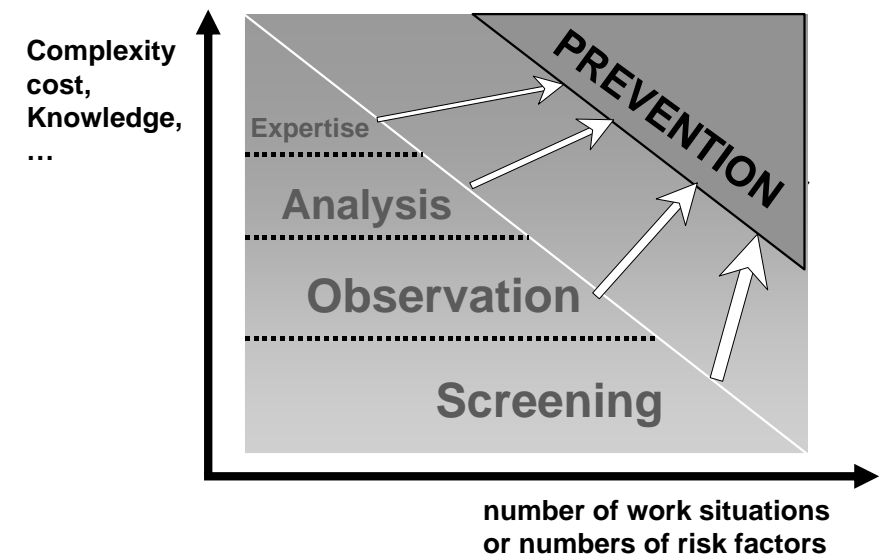 Complexity
cost,
Knowledge,
…
PREVENTION
Expertise
Analysis
Observation
Screening
number of work situations
or numbers of risk factors